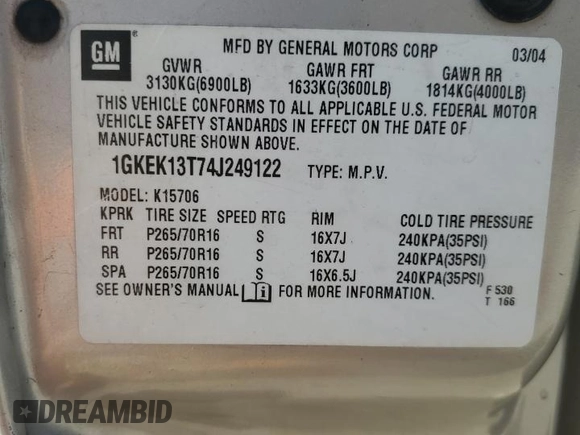 GM ®
MFD BY GENERAL MOTORS CORP 03/04
GVWR GAWR FRT GAWR RR
3130KG(6900LB) 1633KG(3600LB) 1814KG(4000LB)
THIS VEHICLE CONFORMS TO ALL APPLICABLE U.S. FEDERAL MOTOR
VEHICLE SAFETY STANDARDS IN EFFECT ON THE DATE OF
MANUFACTURE SHOWN ABOVE.
1GKEK13T74J249122 TYPE: M.P.V.
MODEL: K15706
KPRK TIRE SIZE SPEED RTG RIM COLD TIRE PRESSURE
FRT P265/70R16 S 16X7J 240KPA(35PSI)
RR P265/70R16 S 16X7J 240KPA(35PSI)
SPA P265/70R16 S 16X6.5J 240KPA(35PSI)
SEE OWNER'S MANUAL i FOR MORE INFORMATION. F 530
T 166
DREAMBID